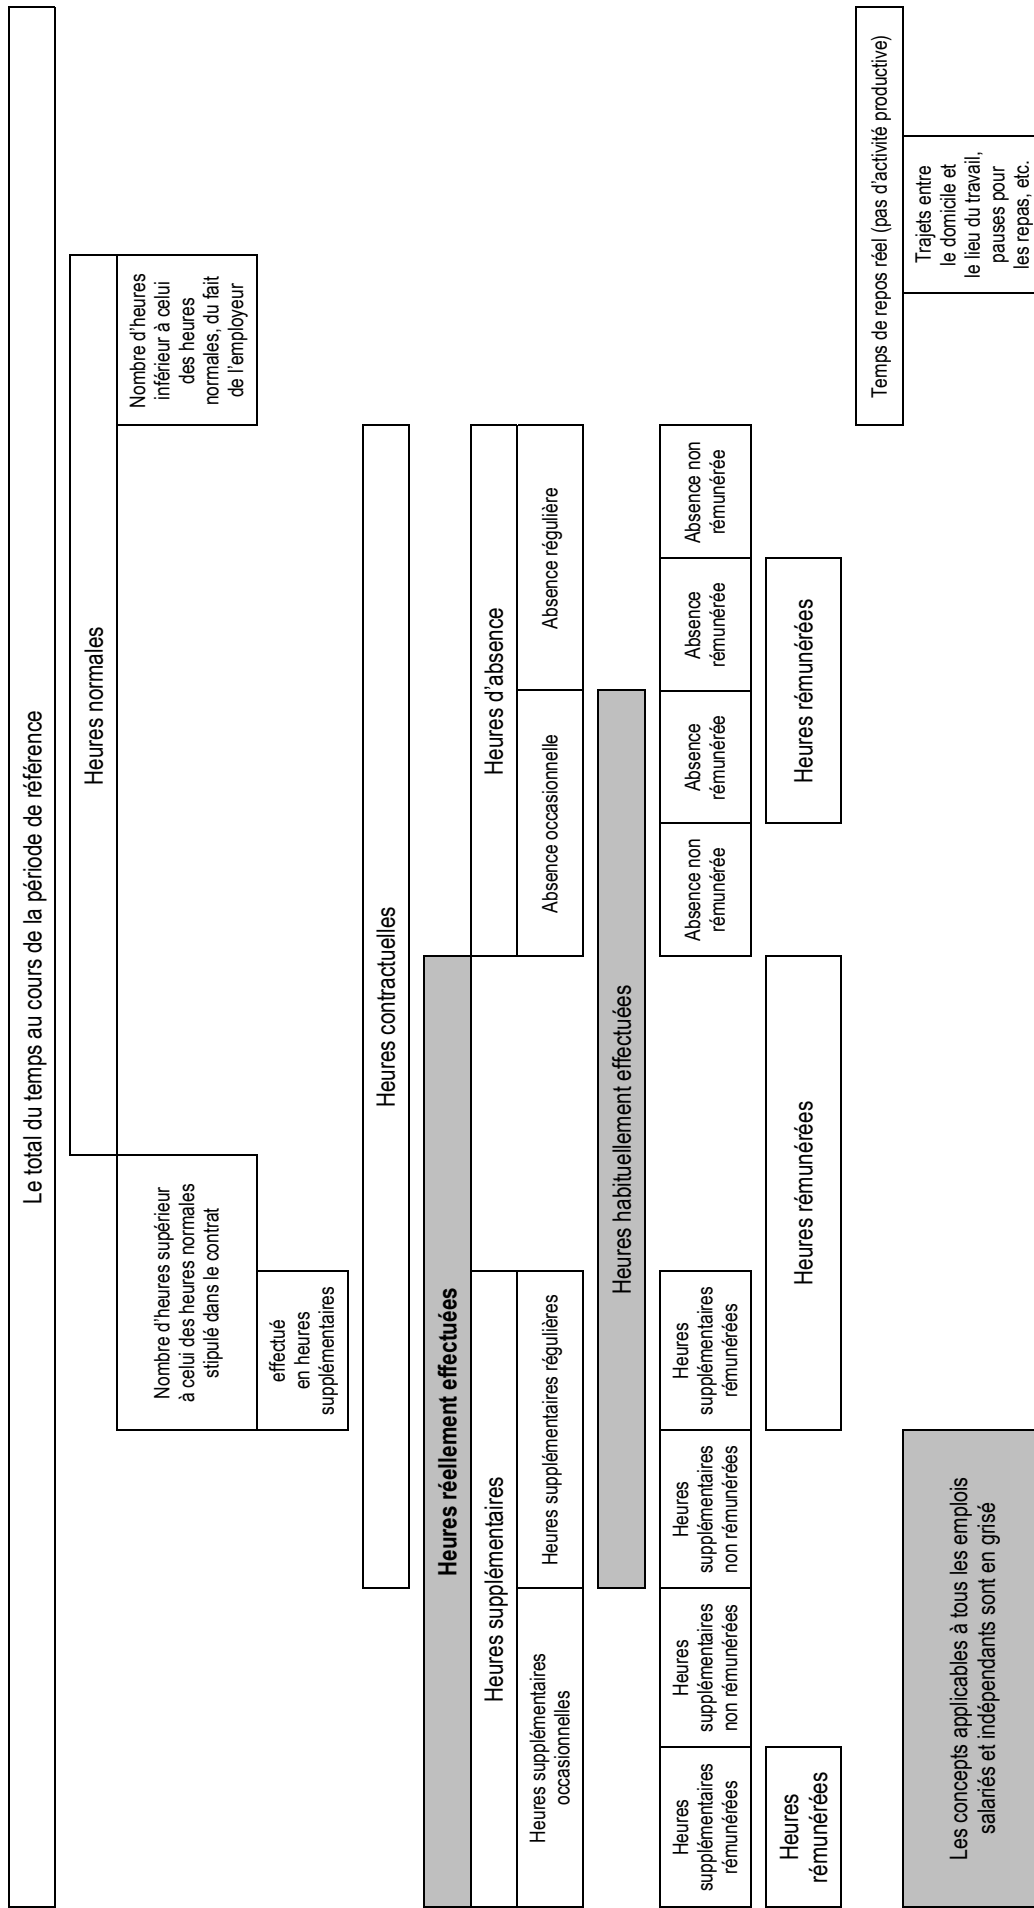 Le total du temps au cours de la période de référence
Heures normales
Nombre d'heures supérieur
à celui des heures normales
stipulé dans le contrat
Nombre d'heures
inférieur à celui
des heures
normales, du fait
de l'employeur
effectué
en heures
supplémentaires
Heures contractuelles
Heures réellement effectuées
Heures supplémentaires
Heures d'absence
Heures supplémentaires
occasionnelles
Heures supplémentaires régulières
Absence occasionnelle
Absence régulière
Heures habituellement effectuées
Heures
supplémentaires
rémunérées
Heures
supplémentaires
non rémunérées
Heures
supplémentaires
non rémunérées
Heures
supplémentaires
rémunérées
Absence non
rémunérée
Absence
rémunérée
Absence
rémunérée
Absence non
rémunérée
Heures
rémunérées
Heures rémunérées
Heures rémunérées
Temps de repos réel (pas d'activité productive)
Les concepts applicables à tous les emplois
salariés et indépendants sont en grisé
Trajets entre
le domicile et
le lieu du travail,
pauses pour
les repas, etc.